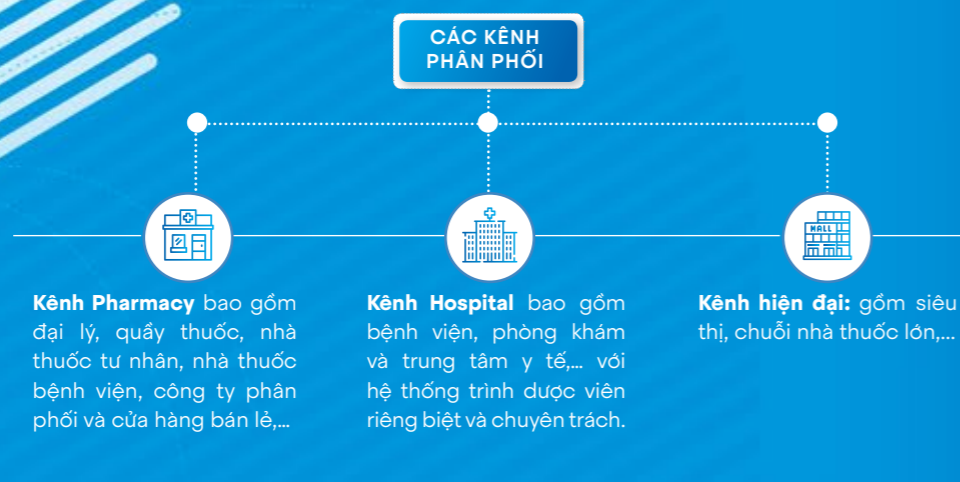 CÁC KÊNH
PHÂN PHỐI
MALL
Kênh Pharmacy bao gồm
đại lý, quầy thuốc, nhà
thuốc tư nhân, nhà thuốc
bệnh viện, công ty phân
phối và cửa hàng bán lẻ,...
Kênh Hospital bao gồm
bệnh viện, phòng khám
và trung tâm y tế,... với
hệ thống trình dược viên
riêng biệt và chuyên trách.
Kênh hiện đại: gồm siêu
thị, chuỗi nhà thuốc lớn,...